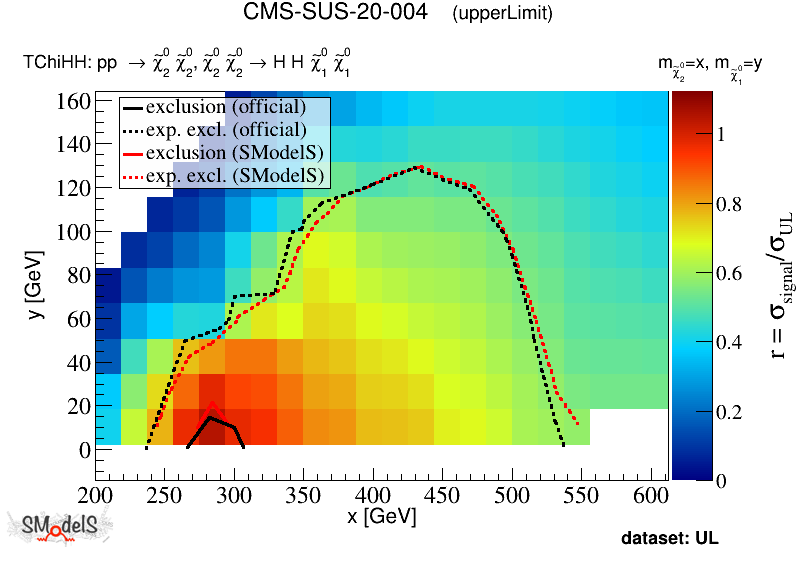 CMS-SUS-20-004 (upperLimit)
TChiHH: pp → χ̃⁰₂ χ̃⁰₂, χ̃⁰₂ χ̃⁰₂ → H H χ̃⁰₁ χ̃⁰₁
m_χ̃⁰₂=x, m_χ̃⁰₁=y
exclusion (official)
exp. excl. (official)
exclusion (SModelS)
exp. excl. (SModelS)
160
140
120
100
80
60
40
20
0
y [GeV]
200 250 300 350 400 450 500 550 600
x [GeV]
1
0.8
0.6
0.4
0.2
0
r = σ_signal/σ_UL
SModelS
dataset: UL